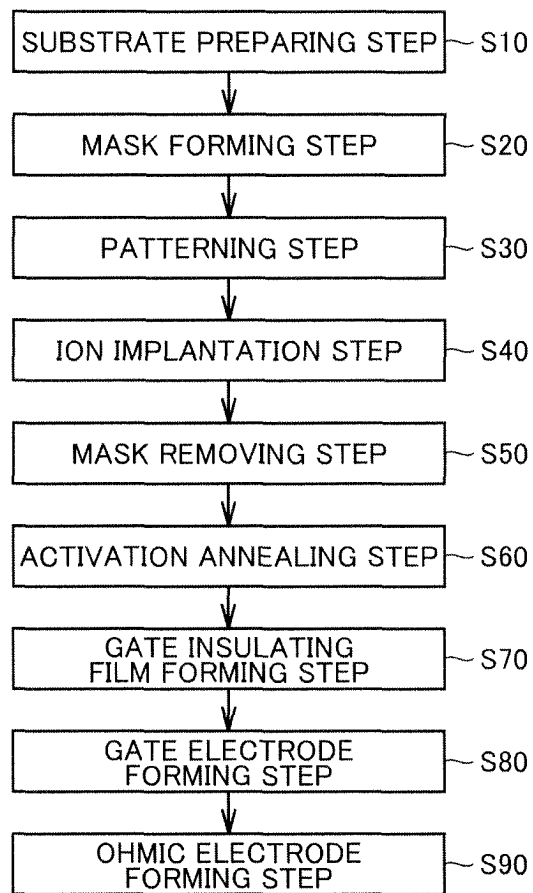 SUBSTRATE PREPARING STEP S10
MASK FORMING STEP S20
PATTERNING STEP S30
ION IMPLANTATION STEP S40
MASK REMOVING STEP S50
ACTIVATION ANNEALING STEP S60
GATE INSULATING
FILM FORMING STEP S70
GATE ELECTRODE
FORMING STEP S80
OHMIC ELECTRODE
FORMING STEP S90